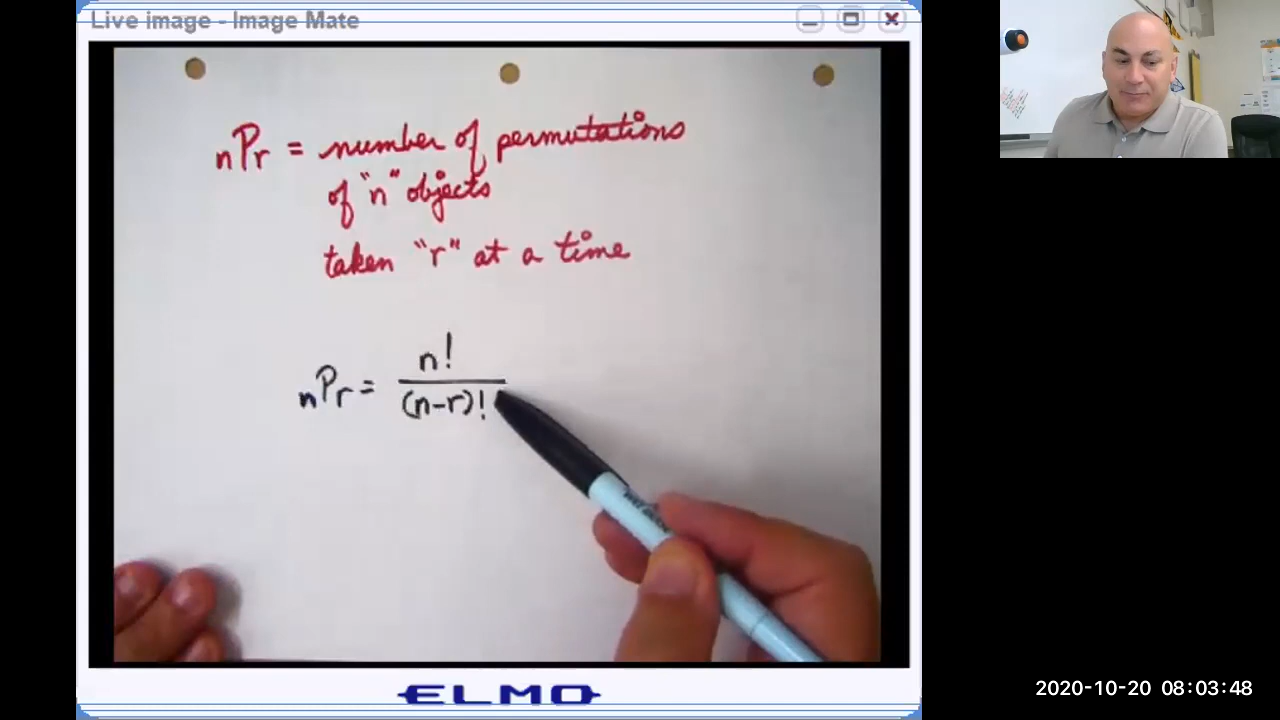 Live image - Image Mate
nPr = number of permutations
of "n" objects
taken "r" at a time
nPr = n!
(n-r)!
ELMO
2020-10-20 08:03:48